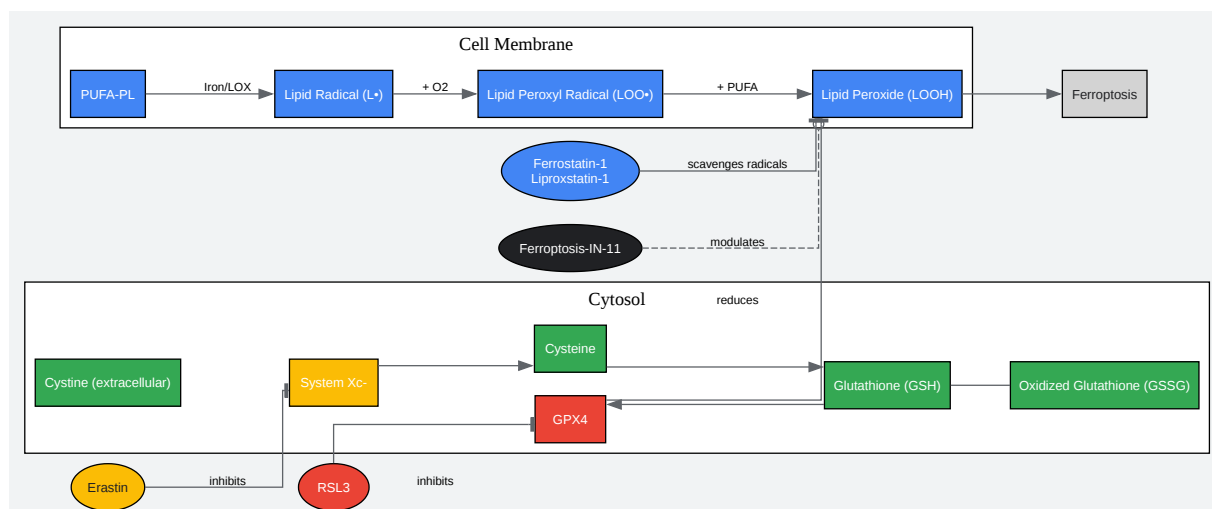 Cell Membrane
PUFA-PL
Iron/LOX
Lipid Radical (L•)
+ O2
Lipid Peroxyl Radical (LOO•)
+ PUFA
Lipid Peroxide (LOOH)
Ferroptosis
Ferrostatin-1
Liproxstatin-1
scavenges radicals
Ferroptosis-IN-11
modulates
Cytosol
reduces
Cysteine
Cystine (extracellular)
System Xc-
Glutathione (GSH)
Oxidized Glutathione (GSSG)
GPX4
Erastin
inhibits
RSL3
inhibits